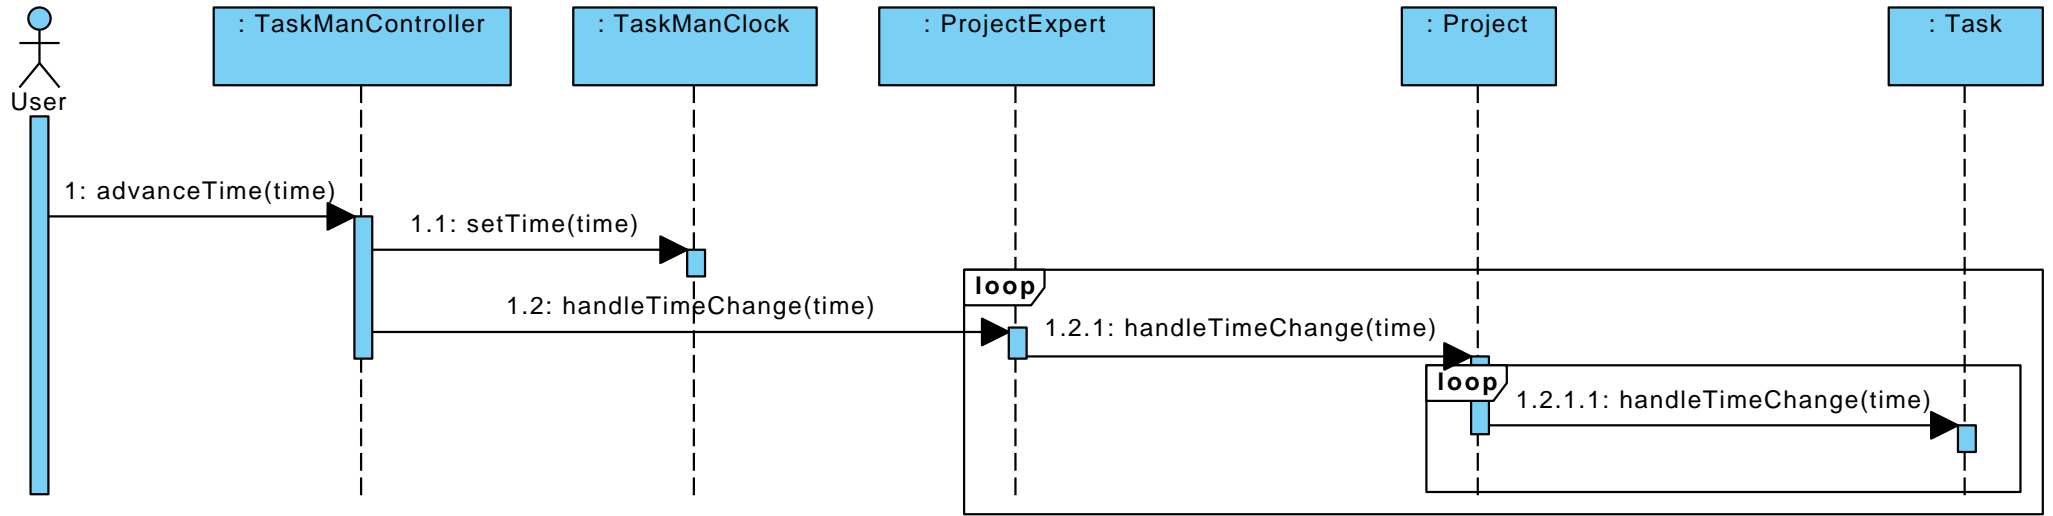 : TaskManController
: TaskManClock
: ProjectExpert
: Project
: Task
User
1: advanceTime(time)
1.1: setTime(time)
loop
1.2: handleTimeChange(time)
1.2.1: handleTimeChange(time)
loop
1.2.1.1: handleTimeChange(time)